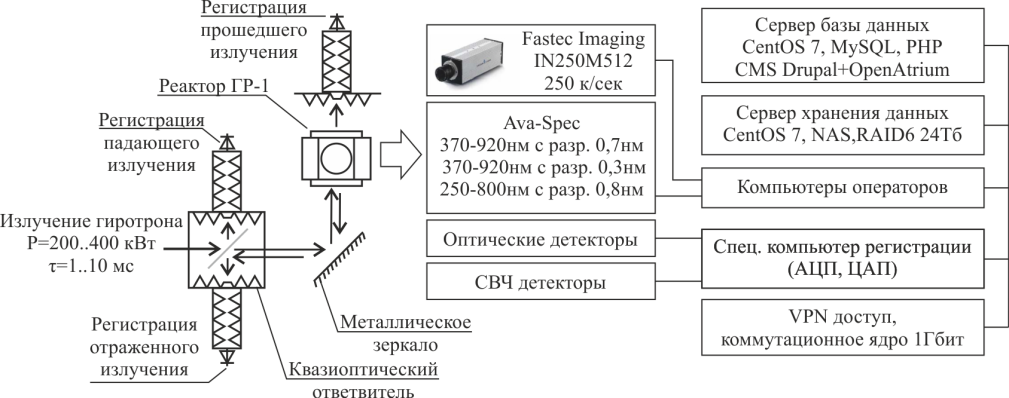 Регистрация
прошедшего
излучения
Реактор ГР-1
Регистрация
падающего
излучения
Излучение гиротрона
P=200..400 кВт
τ=1..10 мс
Регистрация
отраженного
излучения
Металлическое
зеркало
Квазиоптический
ответвитель
Fastec Imaging
IN250M512
250 к/сек
Ava-Spec
370-920нм с разр. 0,7нм
370-920нм с разр. 0,3нм
250-800нм с разр. 0,8нм
Оптические детекторы
СВЧ детекторы
Сервер базы данных
CentOS 7, MySQL, PHP
CMS Drupal+OpenAtrium
Сервер хранения данных
CentOS 7, NAS,RAID6 24Тб
Компьютеры операторов
Спец. компьютер регистрации
(АЦП, ЦАП)
VPN доступ,
коммутационное ядро 1Гбит